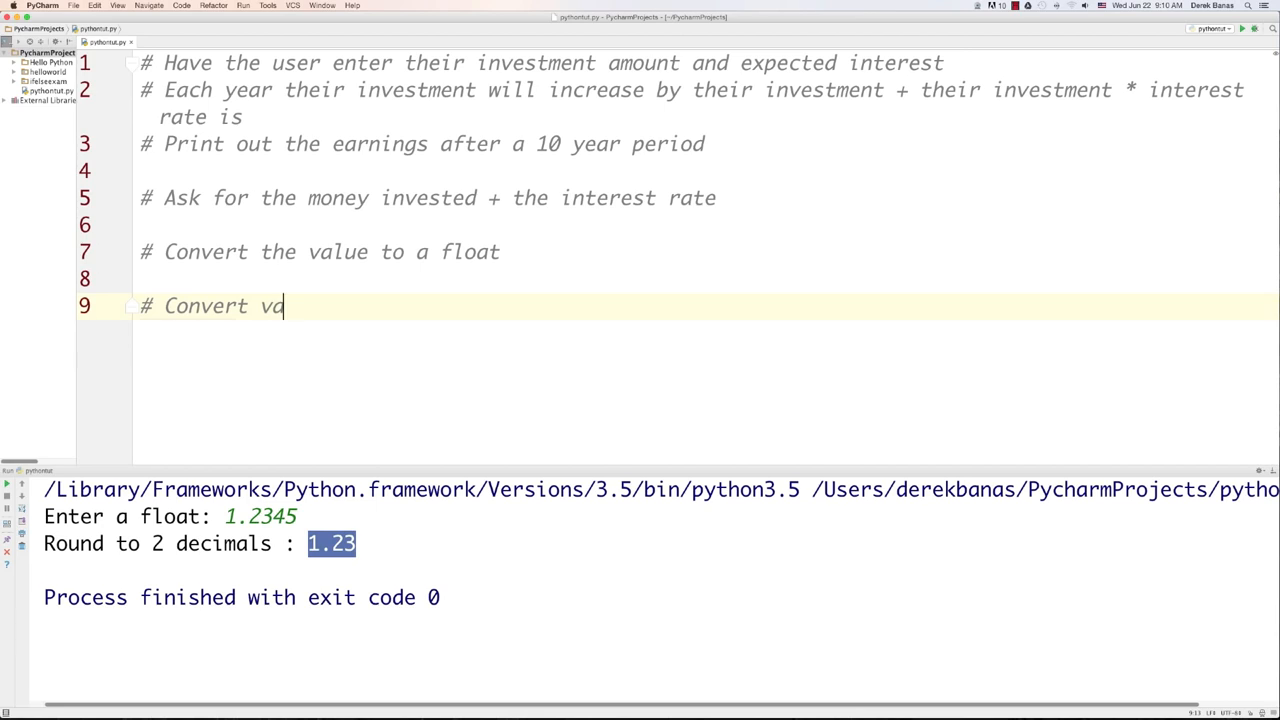 PyCharm File Edit View Navigate Code Refactor Run Tools VCS Window Help
10 Wed Jun 22 9:10 AM Derek Banas
pythontut.py - PyCharmProjects - [~/PycharmProjects]
PycharmProjects pythontut.py
pythontut
pythontut.py
PycharmProject
Hello Python
helloworld
ifelseexam
pythontut.py
External Librarie
1 # Have the user enter their investment amount and expected interest
2 # Each year their investment will increase by their investment + their investment * interest
rate is
3 # Print out the earnings after a 10 year period
4
5 # Ask for the money invested + the interest rate
6
7 # Convert the value to a float
8
9 # Convert va
Run pythontut
/Library/Frameworks/Python.framework/Versions/3.5/bin/python3.5 /Users/derekbanas/PycharmProjects/pytho
Enter a float: 1.2345
Round to 2 decimals : 1.23
Process finished with exit code 0
9:13 LF÷ UTF-8÷